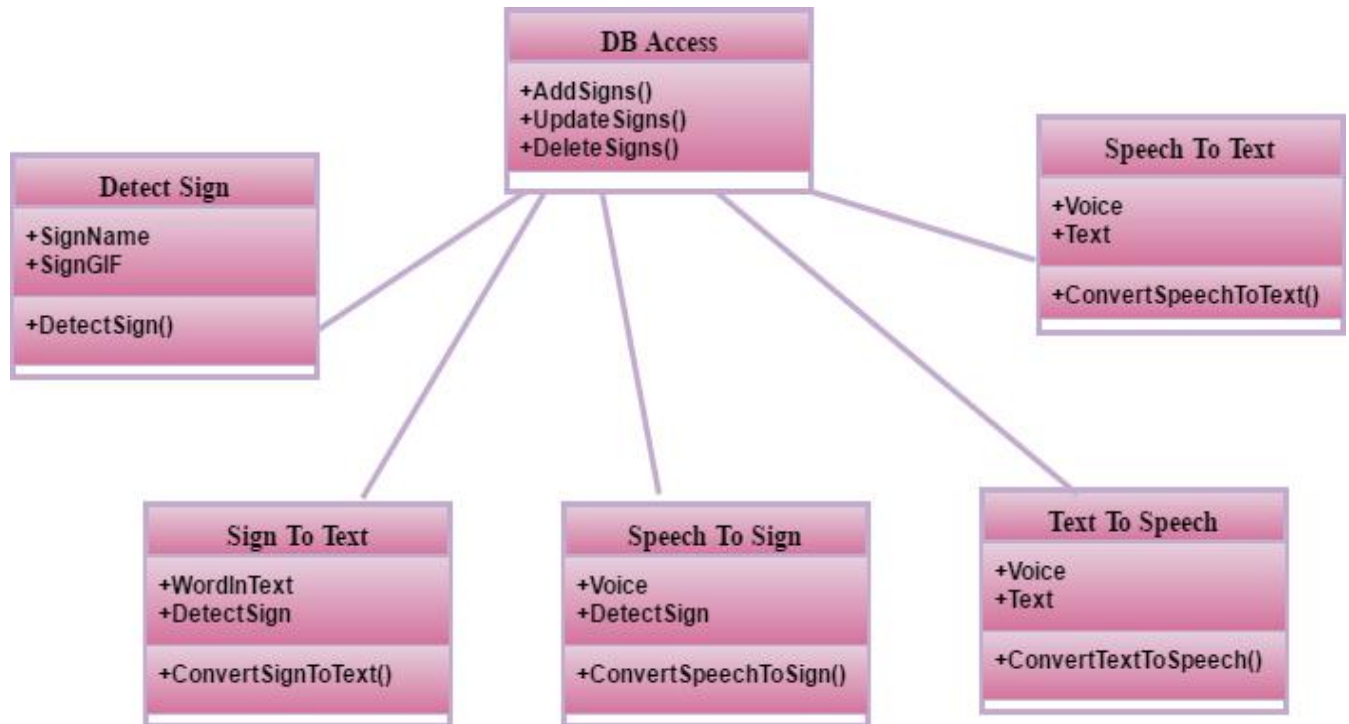 DB Access
+AddSigns()
+UpdateSigns()
+DeleteSigns()
Detect Sign
+SignName
+SignGIF
+DetectSign()
Speech To Text
+Voice
+Text
+ConvertSpeechToText()
Sign To Text
+WordInText
+DetectSign
+ConvertSignToText()
Speech To Sign
+Voice
+DetectSign
+ConvertSpeechToSign()
Text To Speech
+Voice
+Text
+ConvertTextToSpeech()